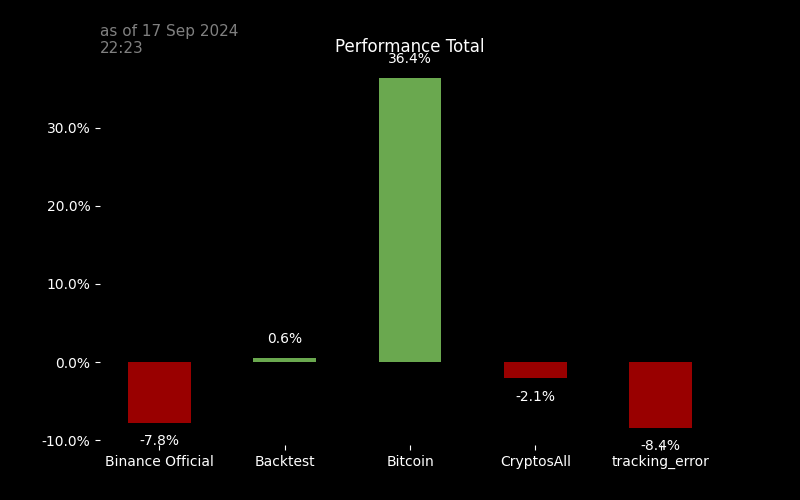 as of 17 Sep 2024
22:23
Performance Total
36.4%
30.0%
20.0%
10.0%
0.6%
0.0%
-2.1%
-7.8%
-10.0%
-8.4%
Binance Official
Backtest
Bitcoin
CryptosAll
tracking_error